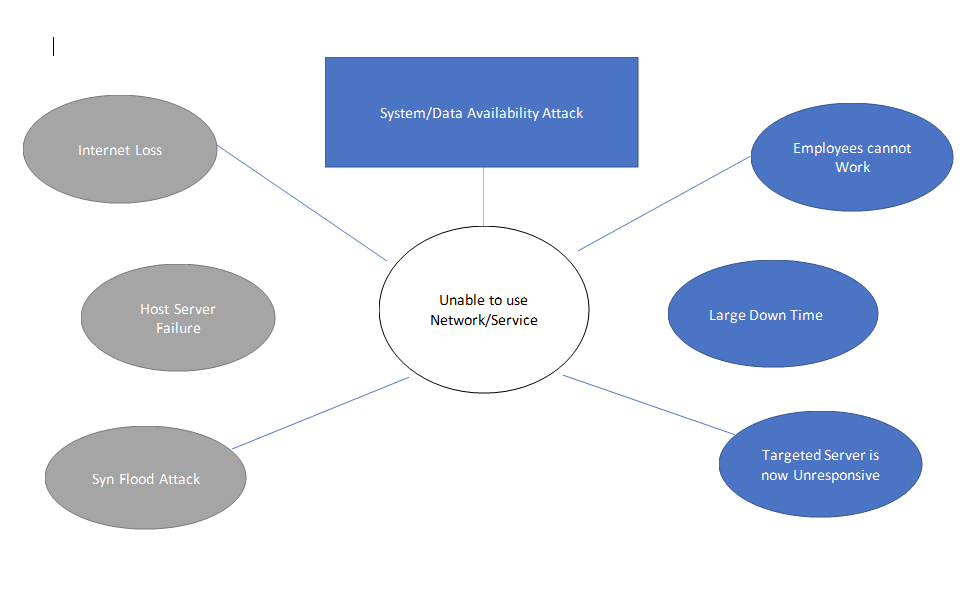 System/Data Availability Attack
Internet Loss
Employees cannot
Work
Host Server
Failure
Unable to use
Network/Service
Large Down Time
Syn Flood Attack
Targeted Server is
now Unresponsive